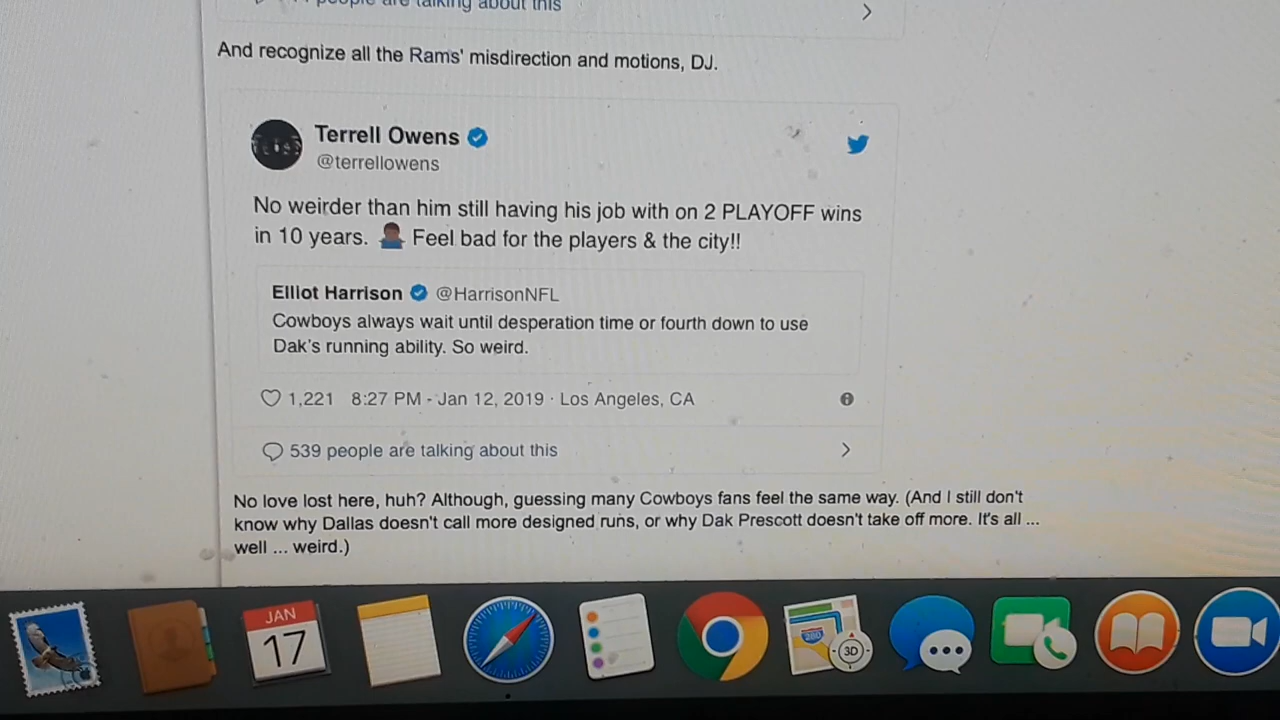 people are talking about this
And recognize all the Rams' misdirection and motions, DJ.
Terrell Owens
@terrellowens
No weirder than him still having his job with on 2 PLAYOFF wins
in 10 years. 🤷🏾‍♂️ Feel bad for the players & the city!!
Elliot Harrison @HarrisonNFL
Cowboys always wait until desperation time or fourth down to use
Dak's running ability. So weird.
1,221 8:27 PM - Jan 12, 2019 · Los Angeles, CA
539 people are talking about this
No love lost here, huh? Although, guessing many Cowboys fans feel the same way. (And I still don't
know why Dallas doesn't call more designed runs, or why Dak Prescott doesn't take off more. It's all ...
well ... weird.)
JAN
17
280
3D